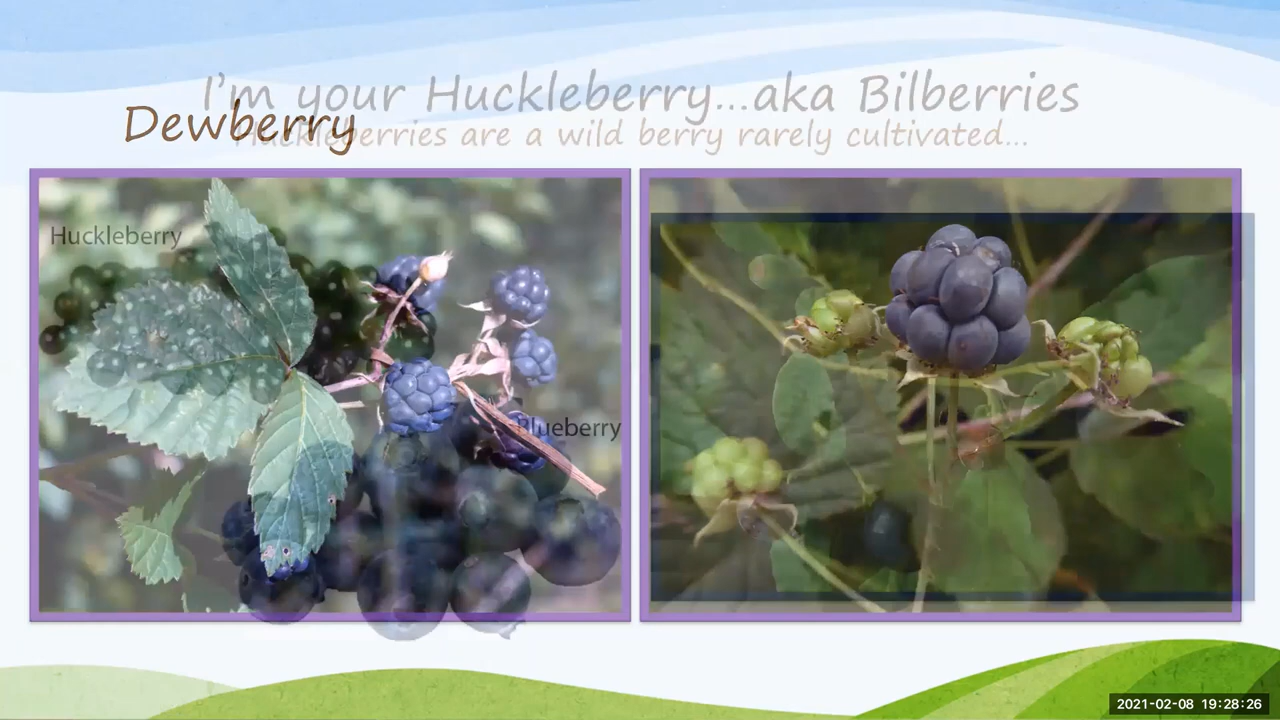 I'm your Huckleberry...aka Bilberries
Dewberry
Huckleberries are a wild berry rarely cultivated...
Huckleberry
Blueberry
2021-02-08 19:28:26